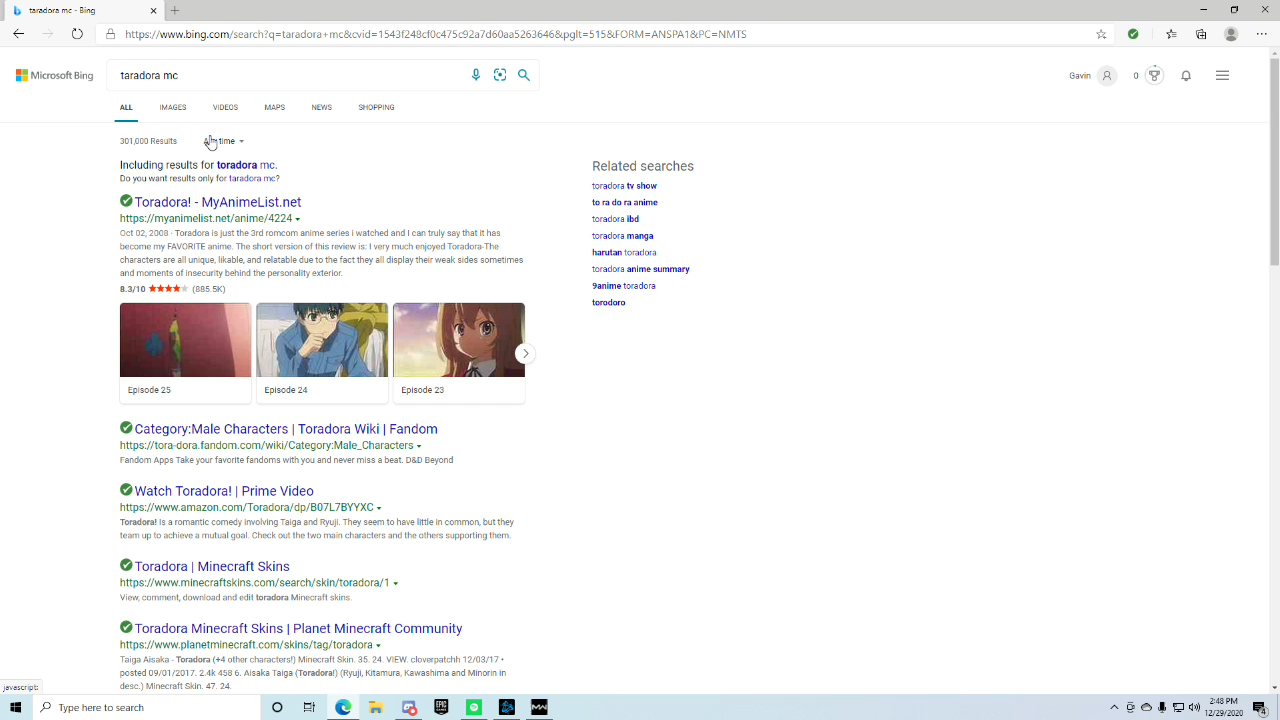 taradora mc - Bing
https://www.bing.com/search?q=taradora+mc&cvid=1543f248cf0c475c92a7d60aa5263646&pglt=515&FORM=ANSPA1&PC=NMTS
Microsoft Bing
taradora mc
Gavin
0
ALL IMAGES VIDEOS MAPS NEWS SHOPPING
301,000 Results
time
Including results for toradora mc.
Do you want results only for taradora mc?
Toradora! - MyAnimeList.net
https://myanimelist.net/anime/4224
Oct 02, 2008 · Toradora is just the 3rd romcom anime series i watched and I can truly say that it has
become my FAVORITE anime. The short version of this review is: I very much enjoyed Toradora-The
characters are all unique, likable, and relatable due to the fact they all display their weak sides sometimes
and moments of insecurity behind the personality exterior.
8.3/10 (885.5K)
Episode 25
Episode 24
Episode 23
Category:Male Characters | Toradora Wiki | Fandom
https://tora-dora.fandom.com/wiki/Category:Male_Characters
Fandom Apps Take your favorite fandoms with you and never miss a beat. D&D Beyond
Watch Toradora! | Prime Video
https://www.amazon.com/Toradora/dp/B07L7BYYXC
Toradora! Is a romantic comedy involving Taiga and Ryuji. They seem to have little in common, but they
team up to achieve a mutual goal. Check out the two main characters and the others supporting them.
Toradora | Minecraft Skins
https://www.minecraftskins.com/search/skin/toradora/1
View, comment, download and edit toradora Minecraft skins.
Toradora Minecraft Skins | Planet Minecraft Community
https://www.planetminecraft.com/skins/tag/toradora
Taiga Aisaka - Toradora (+4 other characters!) Minecraft Skin. 35. 24. VIEW. cloverpatchh 12/03/17 •
posted 09/01/2017. 2.4k 458 6. Aisaka Taiga (Toradora!) (Ryuji, Kitamura, Kawashima and Minorin in
desc.) Minecraft Skin. 47. 24.
Related searches
toradora tv show
to ra do ra anime
toradora ibd
toradora manga
harutan toradora
toradora anime summary
9anime toradora
torodoro
javascript:
Type here to search
EPIC
GAMES
2:48 PM
12/29/2020
4